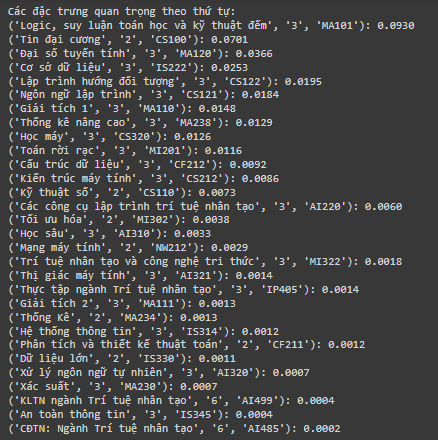 Các đặc trưng quan trọng theo thứ tự:
('Logic, suy luận toán học và kỹ thuật đếm', '3', 'MA101'): 0.0930
('Tin đại cương', '2', 'CS100'): 0.0701
('Đại số tuyến tính', '3', 'MA120'): 0.0366
('Cơ sở dữ liệu', '3', 'IS222'): 0.0253
('Lập trình hướng đối tượng', '3', 'CS122'): 0.0195
('Ngôn ngữ lập trình', '3', 'CS121'): 0.0184
('Giải tích 1', '3', 'MA110'): 0.0148
('Thống kê nâng cao', '3', 'MA238'): 0.0129
('Học máy', '3', 'CS320'): 0.0126
('Toán rời rạc', '3', 'MI201'): 0.0116
('Cấu trúc dữ liệu', '3', 'CF212'): 0.0092
('Kiến trúc máy tính', '3', 'CS212'): 0.0086
('Kỹ thuật số', '2', 'CS110'): 0.0073
('Các công cụ lập trình trí tuệ nhân tạo', '3', 'AI220'): 0.0060
('Tối ưu hóa', '2', 'MI302'): 0.0038
('Học sâu', '3', 'AI310'): 0.0033
('Mạng máy tính', '2', 'NW212'): 0.0029
('Trí tuệ nhân tạo và công nghệ tri thức', '3', 'MI322'): 0.0018
('Thị giác máy tính', '3', 'AI321'): 0.0014
('Thực tập ngành Trí tuệ nhân tạo', '3', 'IP405'): 0.0014
('Giải tích 2', '3', 'MA111'): 0.0013
('Thống Kê', '2', 'MA234'): 0.0013
('Hệ thống thông tin', '3', 'IS314'): 0.0012
('Phân tích và thiết kế thuật toán', '2', 'CF211'): 0.0012
('Dữ liệu lớn', '2', 'IS330'): 0.0011
('Xử lý ngôn ngữ tự nhiên', '3', 'AI320'): 0.0007
('Xác suất', '3', 'MA230'): 0.0007
('KLTN ngành Trí tuệ nhân tạo', '6', 'AI499'): 0.0004
('An toàn thông tin', '3', 'IS345'): 0.0004
('CĐTN: Ngành Trí tuệ nhân tạo', '6', 'AI485'): 0.0002